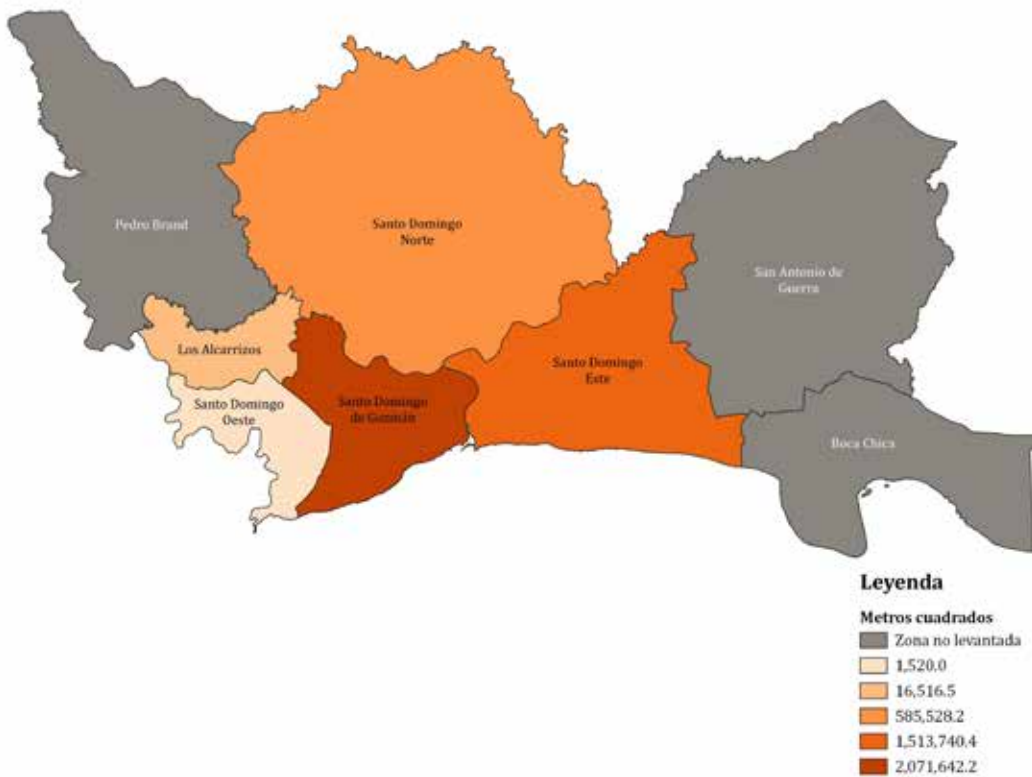 Pedro Brand
Santo Domingo
Norte
San Antonio de
Guerra
Los Alcarrizos
Santo Domingo
Este
Santo Domingo
Oeste
Santo Domingo
de Guzmán
Boca Chica
Leyenda
Metros cuadrados
Zona no levantada
1,520.0
16,516.5
585,528.2
1,513,740.4
2,071,642.2